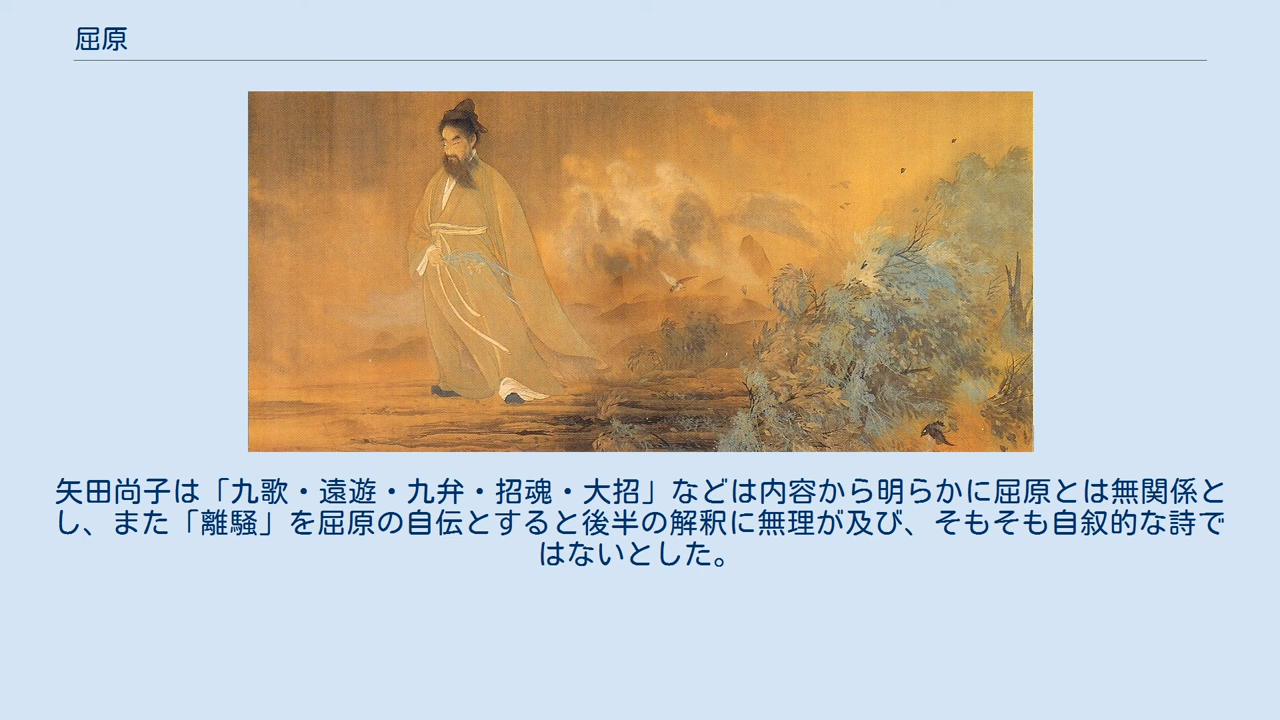 屈原
矢田尚子は「九歌・遠遊・九弁・招魂・大招」などは内容から明らかに屈原とは無関係と
し、また「離騒」を屈原の自伝とすると後半の解釈に無理が及び、そもそも自叙的な詩で
はないとした。